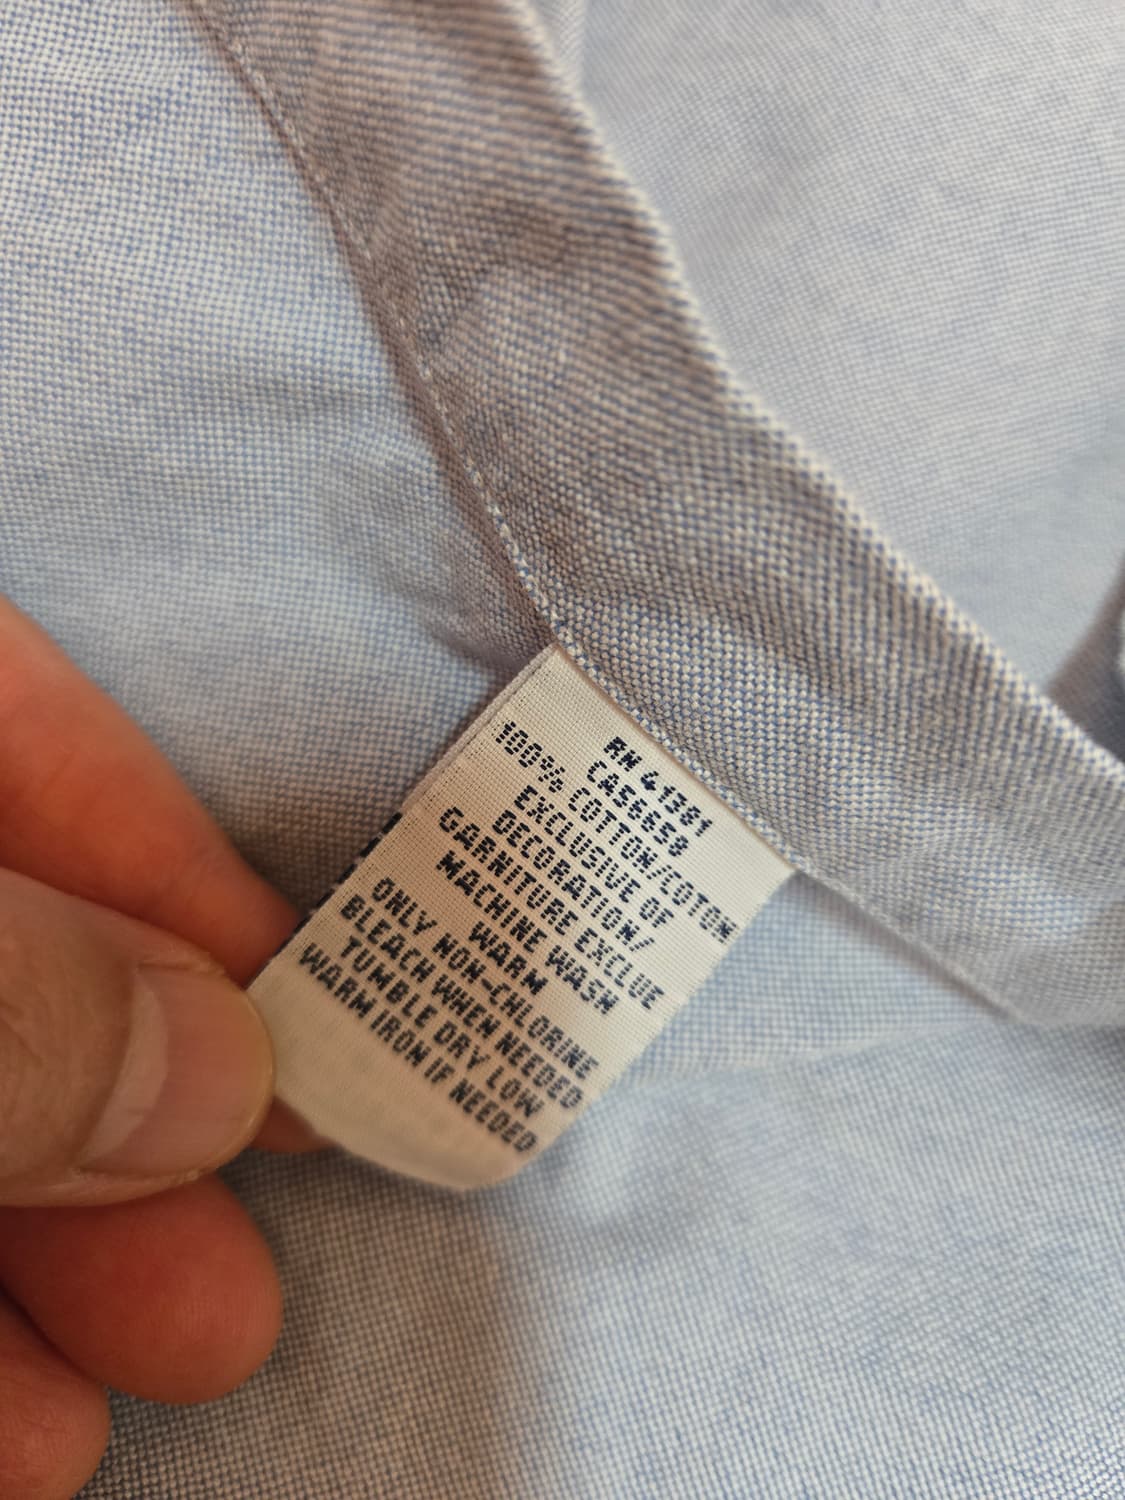 RN 41381
CA56650
100% COTTON/COTON
EXCLUSIVE OF
DECORATION/
GARNITURE EXCLUE
MACHINE WASH
WARM
ONLY NON-CHLORINE
BLEACH WHEN NEEDED
TUMBLE DRY LOW
WARM IRON IF NEEDED